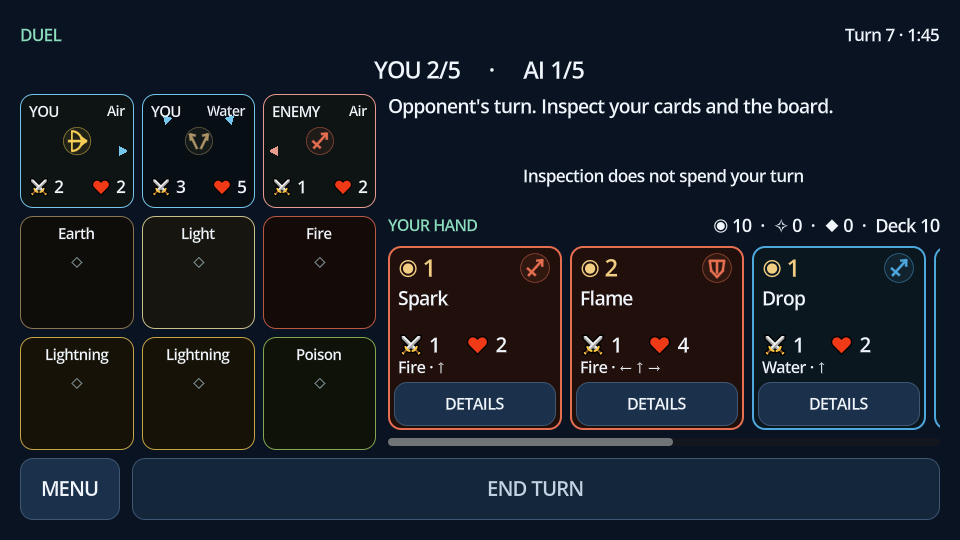 DUEL
Turn 7 · 1:45
YOU 2/5 · AI 1/5
YOU Air
2 2
YOU Water
3 5
ENEMY Air
1 2
Earth
Light
Fire
Lightning
Lightning
Poison
Opponent's turn. Inspect your cards and the board.
Inspection does not spend your turn
YOUR HAND
◉ 10 · ✧ 0 · ◆ 0 · Deck 10
◉ 1
Spark
1 2
Fire · ↑
DETAILS
◉ 2
Flame
1 4
Fire · ← ↑ →
DETAILS
◉ 1
Drop
1 2
Water · ↑
DETAILS
MENU
END TURN